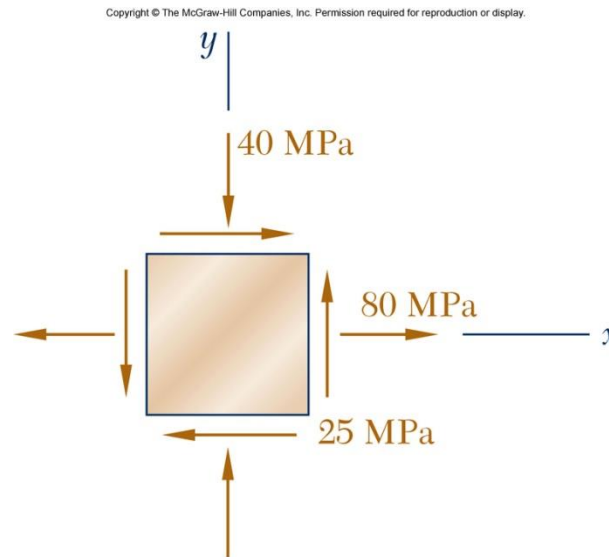 Copyright © The McGraw-Hill Companies, Inc. Permission required for reproduction or display.
y
40 MPa
80 MPa
x
25 MPa